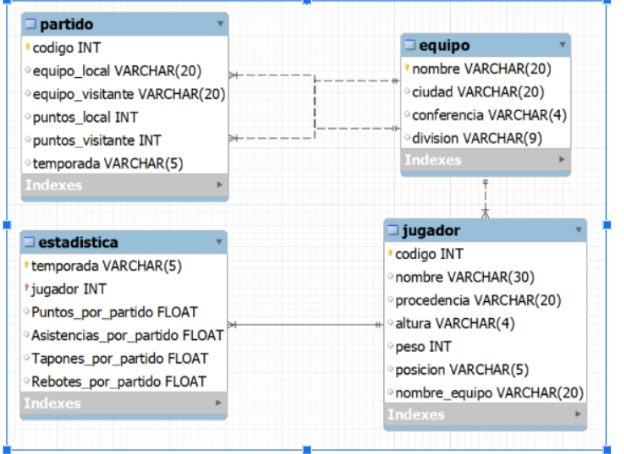 partido
codigo INT
equipo_local VARCHAR(20)
equipo_visitante VARCHAR(20)
puntos_local INT
puntos_visitante INT
temporada VARCHAR(5)
Indexes
equipo
nombre VARCHAR(20)
ciudad VARCHAR(20)
conferencia VARCHAR(4)
division VARCHAR(9)
Indexes
estadistica
temporada VARCHAR(5)
jugador INT
Puntos_por_partido FLOAT
Asistencias_por_partido FLOAT
Tapones_por_partido FLOAT
Rebotes_por_partido FLOAT
Indexes
jugador
codigo INT
nombre VARCHAR(30)
procedencia VARCHAR(20)
altura VARCHAR(4)
peso INT
posicion VARCHAR(5)
nombre_equipo VARCHAR(20)
Indexes